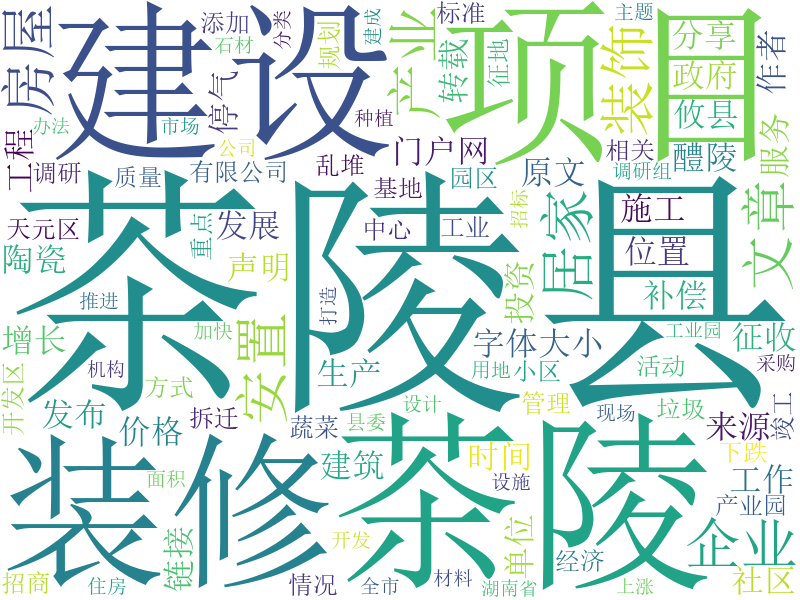 房屋
建设
项目
添加
石材
分类
规划
建成
停气
产业
标准
转载
征地
装饰
主题
分享
政府
攸县
作者
办法
市场
种植
工程
调研
公司
质量
有限公司
乱堆
基地
门户网
园区
原文
相关
调研组
醴陵
服务
天元区
重点
发展
中心
工业
招标
居家
施工
位置
补偿
文章
陶瓷
声明
茶陵县
投资
推进
打造
加快
增长
安置
字体大小
工业园
征收
开发区
机构
方式
生产
用地
小区
活动
采购
发布
价格
拆迁
蔬菜
县委
设计
管理
现场
垃圾
来源
竣工
装修
建筑
茶陵
时间
下跌
链接
面积
设施
单位
工作
产业园
企业
招商
住房
情况
开发
全市
材料
经济
湖南省
上涨
社区